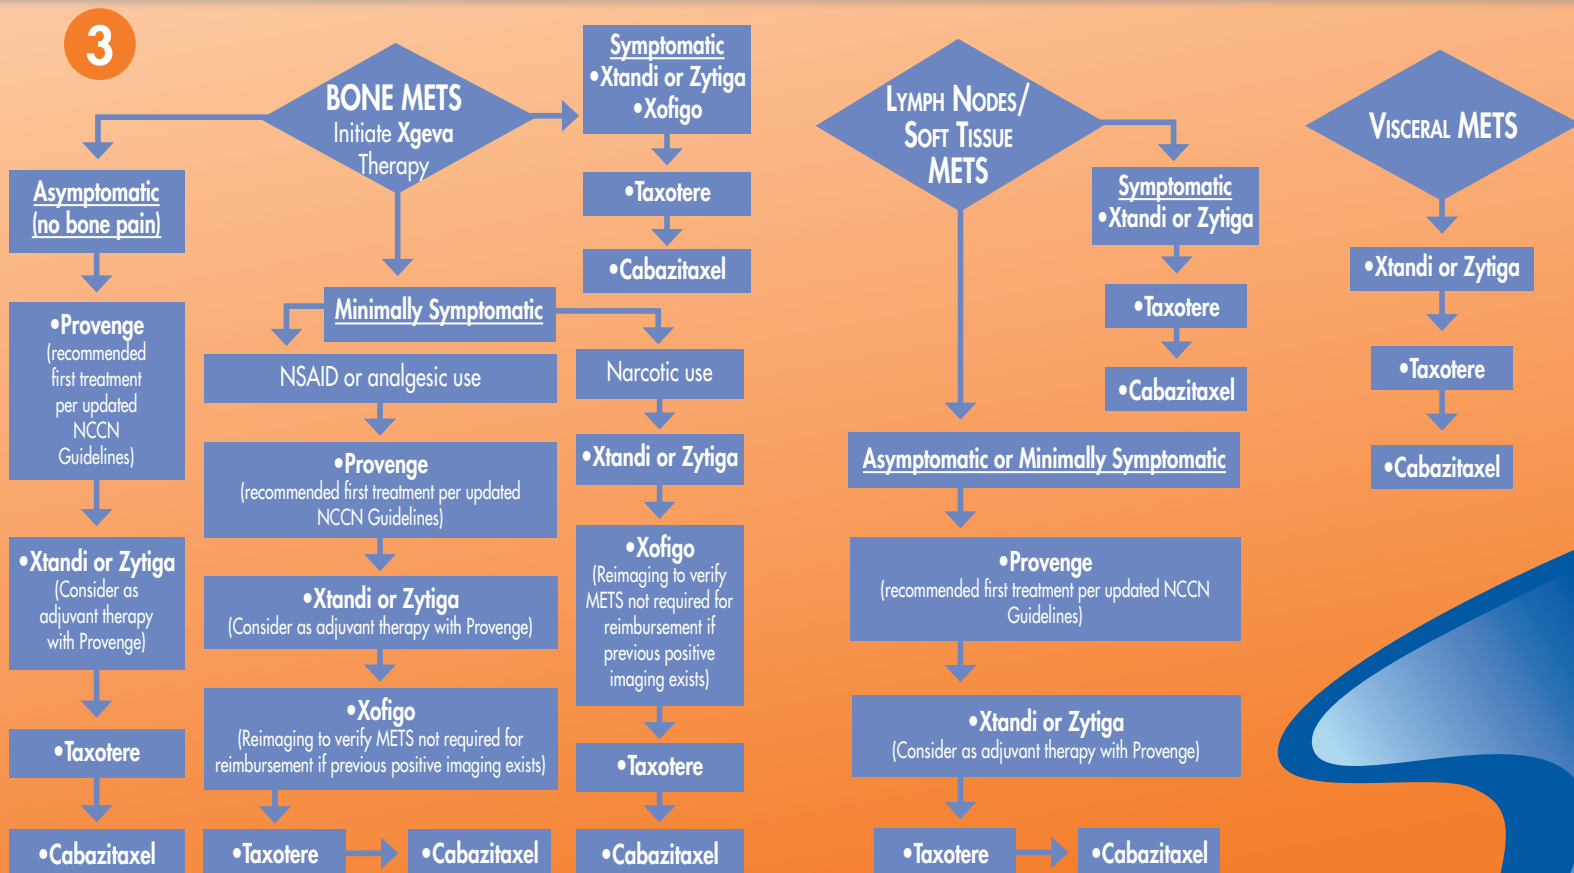 3
BONE METS
Initiate Xgeva
Therapy
Asymptomatic
(no bone pain)
•Provenge
(recommended
first treatment
per updated
NCCN
Guidelines)
•Xtandi or Zytiga
(Consider as
adjuvant therapy
with Provenge)
•Taxotere
•Cabazitaxel
Minimally Symptomatic
NSAID or analgesic use
•Provenge
(recommended first treatment per updated
NCCN Guidelines)
•Xtandi or Zytiga
(Consider as adjuvant therapy with Provenge)
•Xofigo
(Reimaging to verify METS not required for
reimbursement if previous positive imaging exists)
•Taxotere
•Cabazitaxel
Narcotic use
•Xtandi or Zytiga
•Xofigo
(Reimaging to verify
METS not required for
reimbursement if
previous positive
imaging exists)
•Taxotere
•Cabazitaxel
Symptomatic
•Xtandi or Zytiga
•Xofigo
•Taxotere
•Cabazitaxel
LYMPH NODES/
SOFT TISSUE
METS
Symptomatic
•Xtandi or Zytiga
•Taxotere
•Cabazitaxel
Asymptomatic or Minimally Symptomatic
•Provenge
(recommended first treatment per updated NCCN
Guidelines)
•Xtandi or Zytiga
(Consider as adjuvant therapy with Provenge)
•Taxotere
•Cabazitaxel
VISCERAL METS
•Xtandi or Zytiga
•Taxotere
•Cabazitaxel